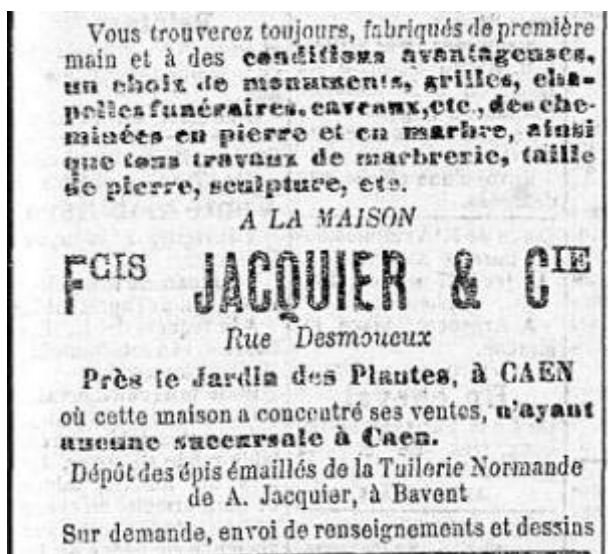 Vous trouverez toujours, fabriqués de première
main et à des conditions avantageuses,
un choix de monuments, grilles, cha-
pelles funéraires, caveaux, etc., des che-
minées en pierre et en marbre, ainsi
que tous travaux de marbrerie, taille
de pierre, sculpture, etc.
A LA MAISON
FCIS JACQUIER & CIE
Rue Desmoueux
Près le Jardin des Plantes, à CAEN
où cette maison a concentré ses ventes, n'ayant
aucune succursale à Caen.
Dépôt des épis émaillés de la Tuilerie Normande
de A. Jacquier, à Bavent
Sur demande, envoi de renseignements et dessins